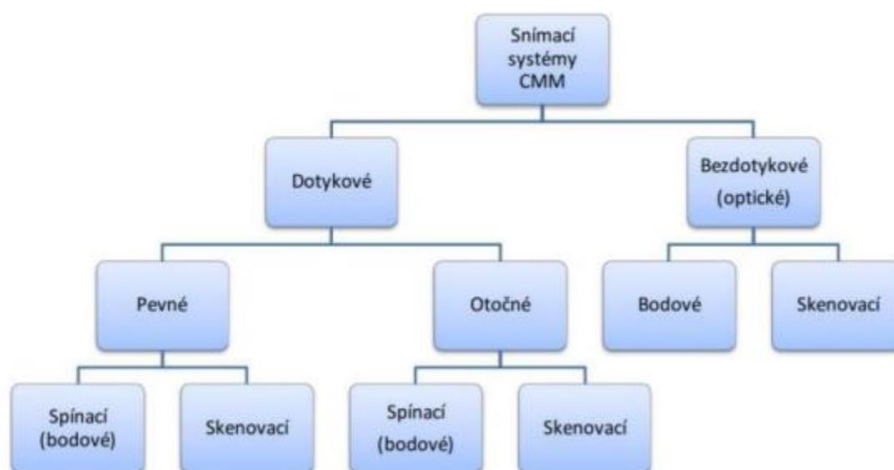 Snímací
systémy
CMM
Dotykové
Bezdotykové
(optické)
Pevné
Otočné
Bodové
Skenovací
Spínací
(bodové)
Skenovací
Spínací
(bodové)
Skenovací